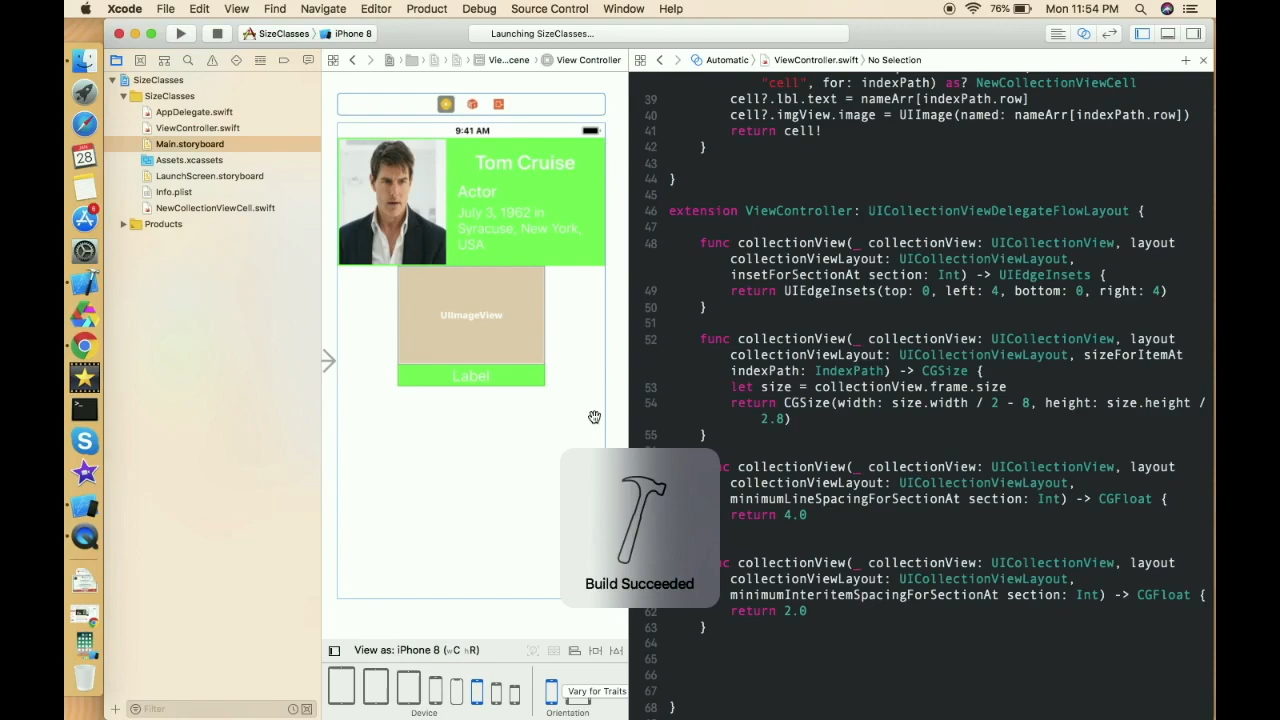 Xcode File Edit View Find Navigate Editor Product Debug Source Control Window Help 76% Mon 11:54 PM
SizeClasses iPhone 8 Launching SizeClasses...
Vie...cene View Controller Automatic ViewController.swift No Selection
SizeClasses
SizeClasses
AppDelegate.swift
ViewController.swift
Main.storyboard
Assets.xcassets
LaunchScreen.storyboard
Info.plist
NewCollectionViewCell.swift
Products
Filter
JAN
28
9:41 AM
Tom Cruise
Actor
July 3, 1962 in
Syracuse, New York,
USA
UIImageView
Label
View as: iPhone 8 (wC hR)
Vary for Traits
Device
Orientation
Build Succeeded
"cell", for: indexPath) as? NewCollectionViewCell
39 cell?.lbl.text = nameArr[indexPath.row]
40 cell?.imgView.image = UIImage(named: nameArr[indexPath.row])
41 return cell!
42 }
43
44 }
45
46 extension ViewController: UICollectionViewDelegateFlowLayout {
47
48 func collectionView(_ collectionView: UICollectionView, layout
collectionViewLayout: UICollectionViewLayout,
insetForSectionAt section: Int) -> UIEdgeInsets {
49 return UIEdgeInsets(top: 0, left: 4, bottom: 0, right: 4)
50 }
51
52 func collectionView(_ collectionView: UICollectionView, layout
collectionViewLayout: UICollectionViewLayout, sizeForItemAt
indexPath: IndexPath) -> CGSize {
53 let size = collectionView.frame.size
54 return CGSize(width: size.width / 2 - 8, height: size.height /
2.8)
55 }
nc collectionView(_ collectionView: UICollectionView, layout
collectionViewLayout: UICollectionViewLayout,
minimumLineSpacingForSectionAt section: Int) -> CGFloat {
return 4.0
nc collectionView(_ collectionView: UICollectionView, layout
collectionViewLayout: UICollectionViewLayout,
minimumInteritemSpacingForSectionAt section: Int) -> CGFloat {
62 return 2.0
63 }
64
65
66
67
68 }